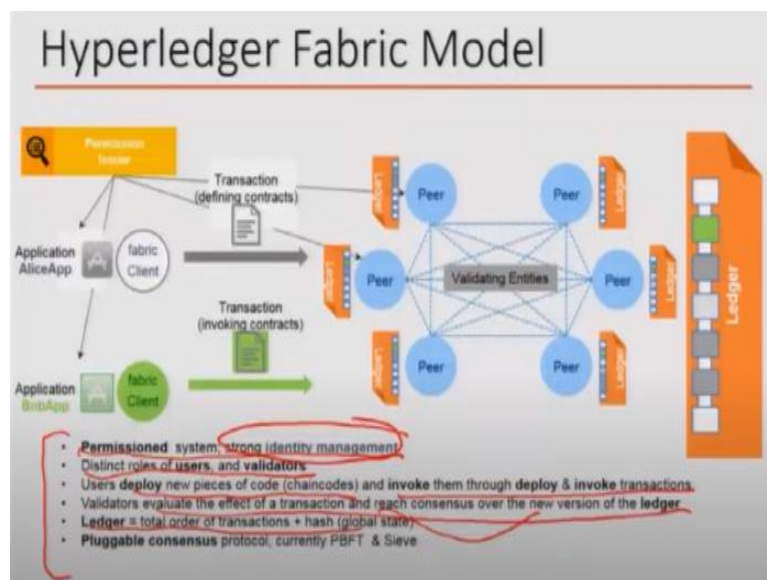 Hyperledger Fabric Model
Permission
Issuer
Transaction
(defining contracts)
Application
AliceApp
fabric
Client
Transaction
(invoking contracts)
Application
BobApp
fabric
Client
Ledger
Peer
Peer
Ledger
Ledger
Peer
Validating Entities
Peer
Ledger
Ledger
Peer
Peer
Ledger
Ledger
• Permissioned system, strong identity management
• Distinct roles of users, and validators
• Users deploy new pieces of code (chaincodes) and invoke them through deploy & invoke transactions
• Validators evaluate the effect of a transaction and reach consensus over the new version of the ledger
• Ledger = total order of transactions + hash (global state)
• Pluggable consensus protocol, currently PBFT & Sieve